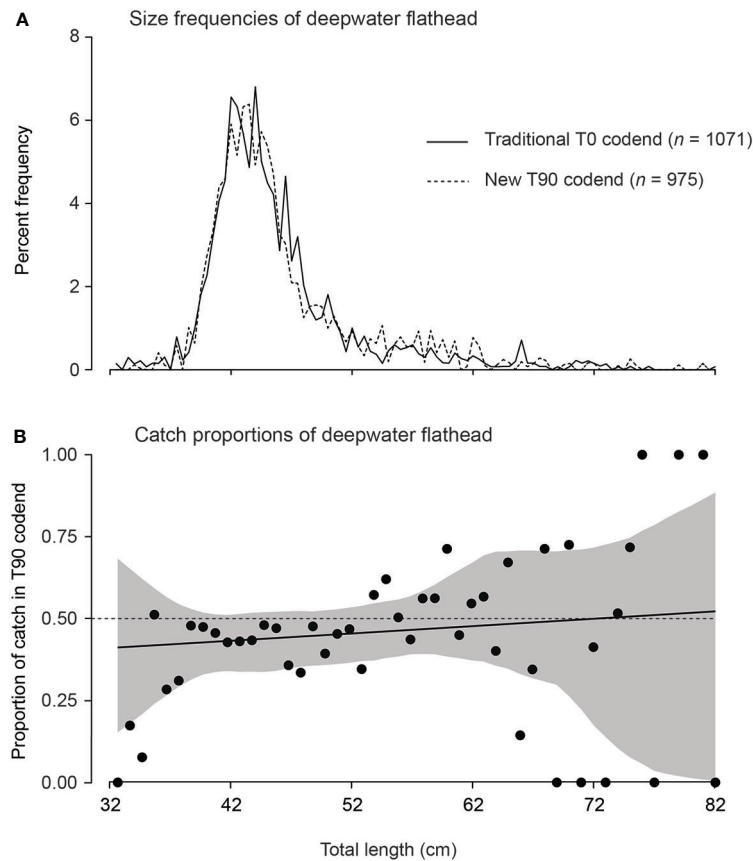 A
Size frequencies of deepwater flathead
8
6
4
2
0
Percent frequency
Traditional T0 codend (n = 1071)
New T90 codend (n = 975)
B
Catch proportions of deepwater flathead
1.00
0.75
0.50
0.25
0.00
Proportion of catch in T90 codend
32 42 52 62 72 82
Total length (cm)